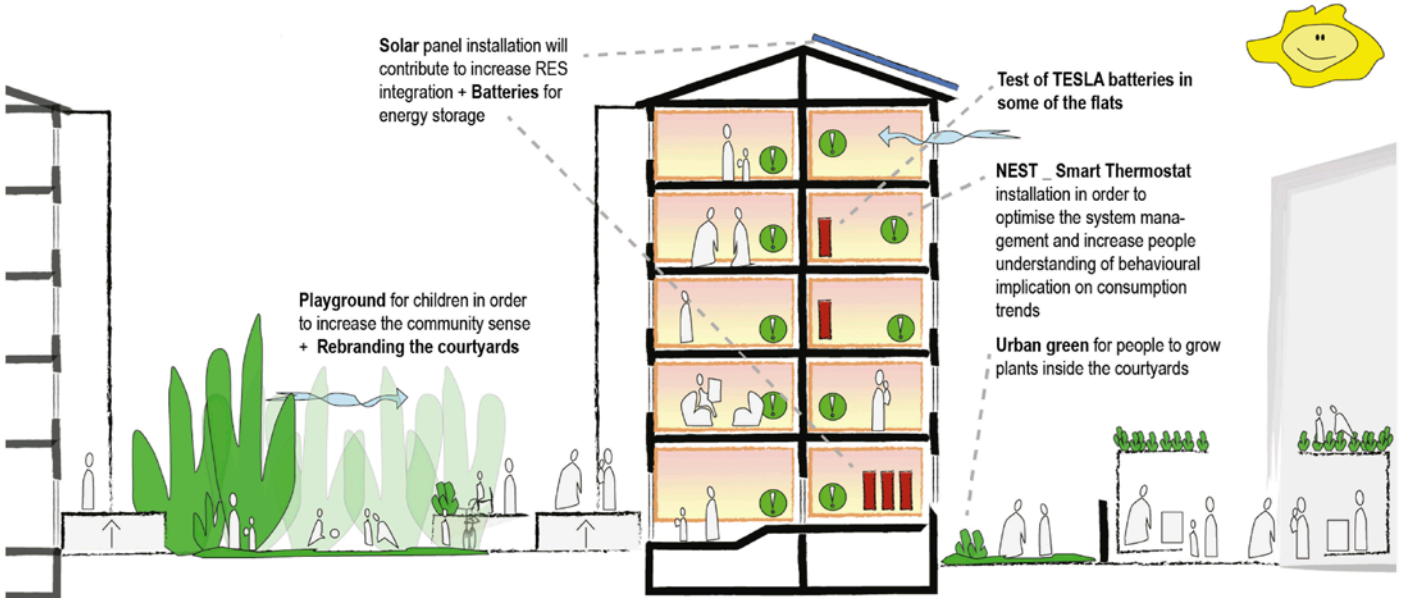 Solar panel installation will
contribute to increase RES
integration + Batteries for
energy storage
Test of TESLA batteries in
some of the flats
NEST _ Smart Thermostat
installation in order to
optimise the system mana-
gement and increase people
understanding of behavioural
implication on consumption
trends
Playground for children in order
to increase the community sense
+ Rebranding the courtyards
Urban green for people to grow
plants inside the courtyards